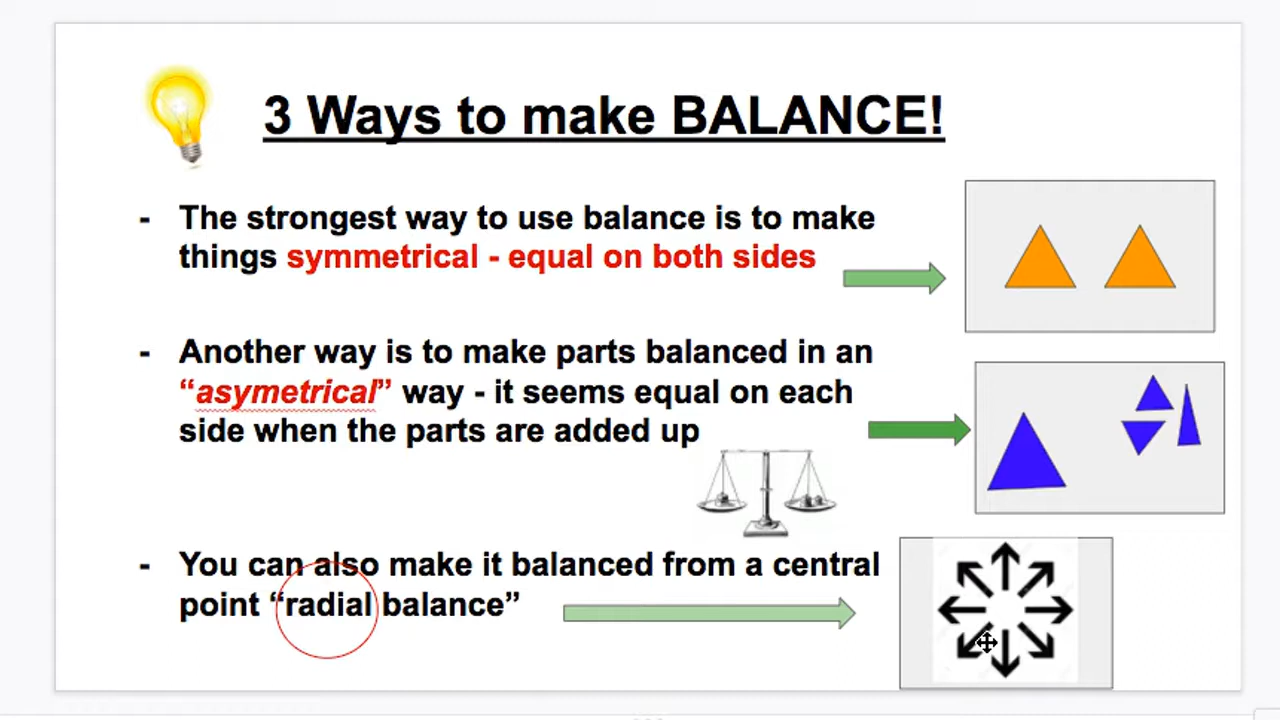 3 Ways to make BALANCE!
- The strongest way to use balance is to make
things symmetrical - equal on both sides
- Another way is to make parts balanced in an
“asymetrical” way - it seems equal on each
side when the parts are added up
- You can also make it balanced from a central
point “radial balance”